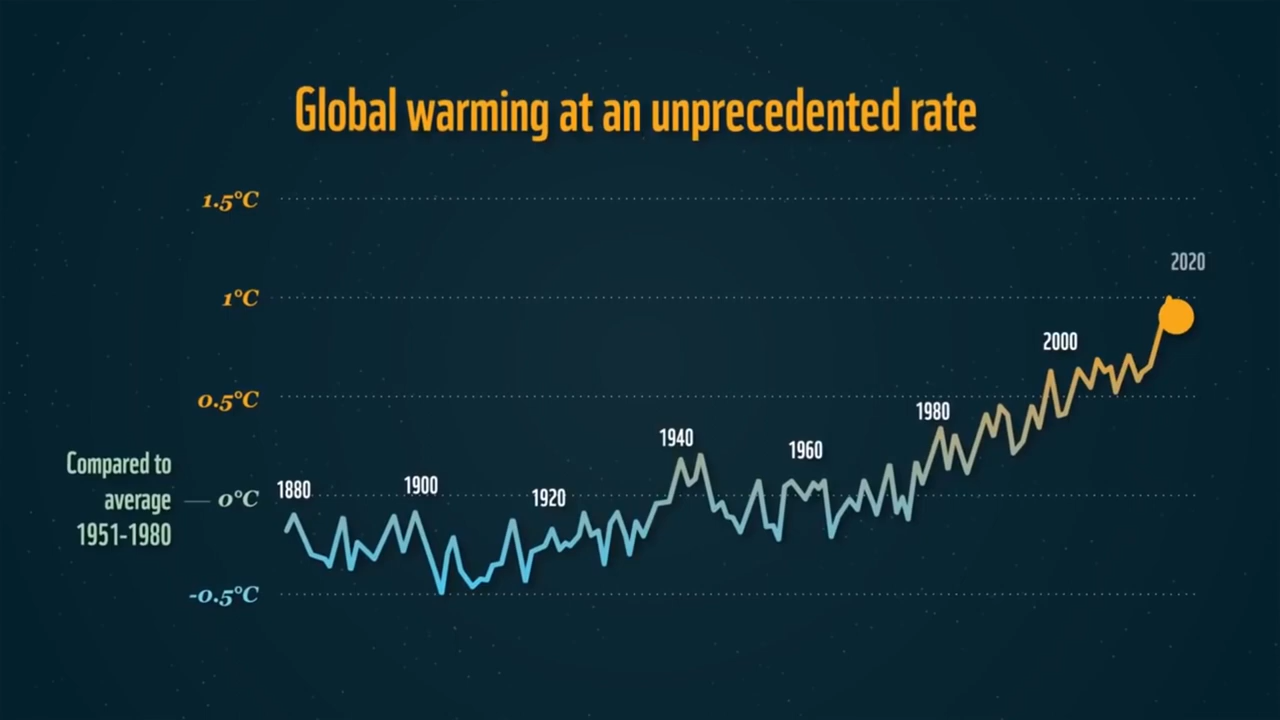 Global warming at an unprecedented rate
1.5°C
2020
1°C
2000
0.5°C
1980
1940
1960
Compared to
average
1951-1980
0°C
1880
1900
1920
-0.5°C